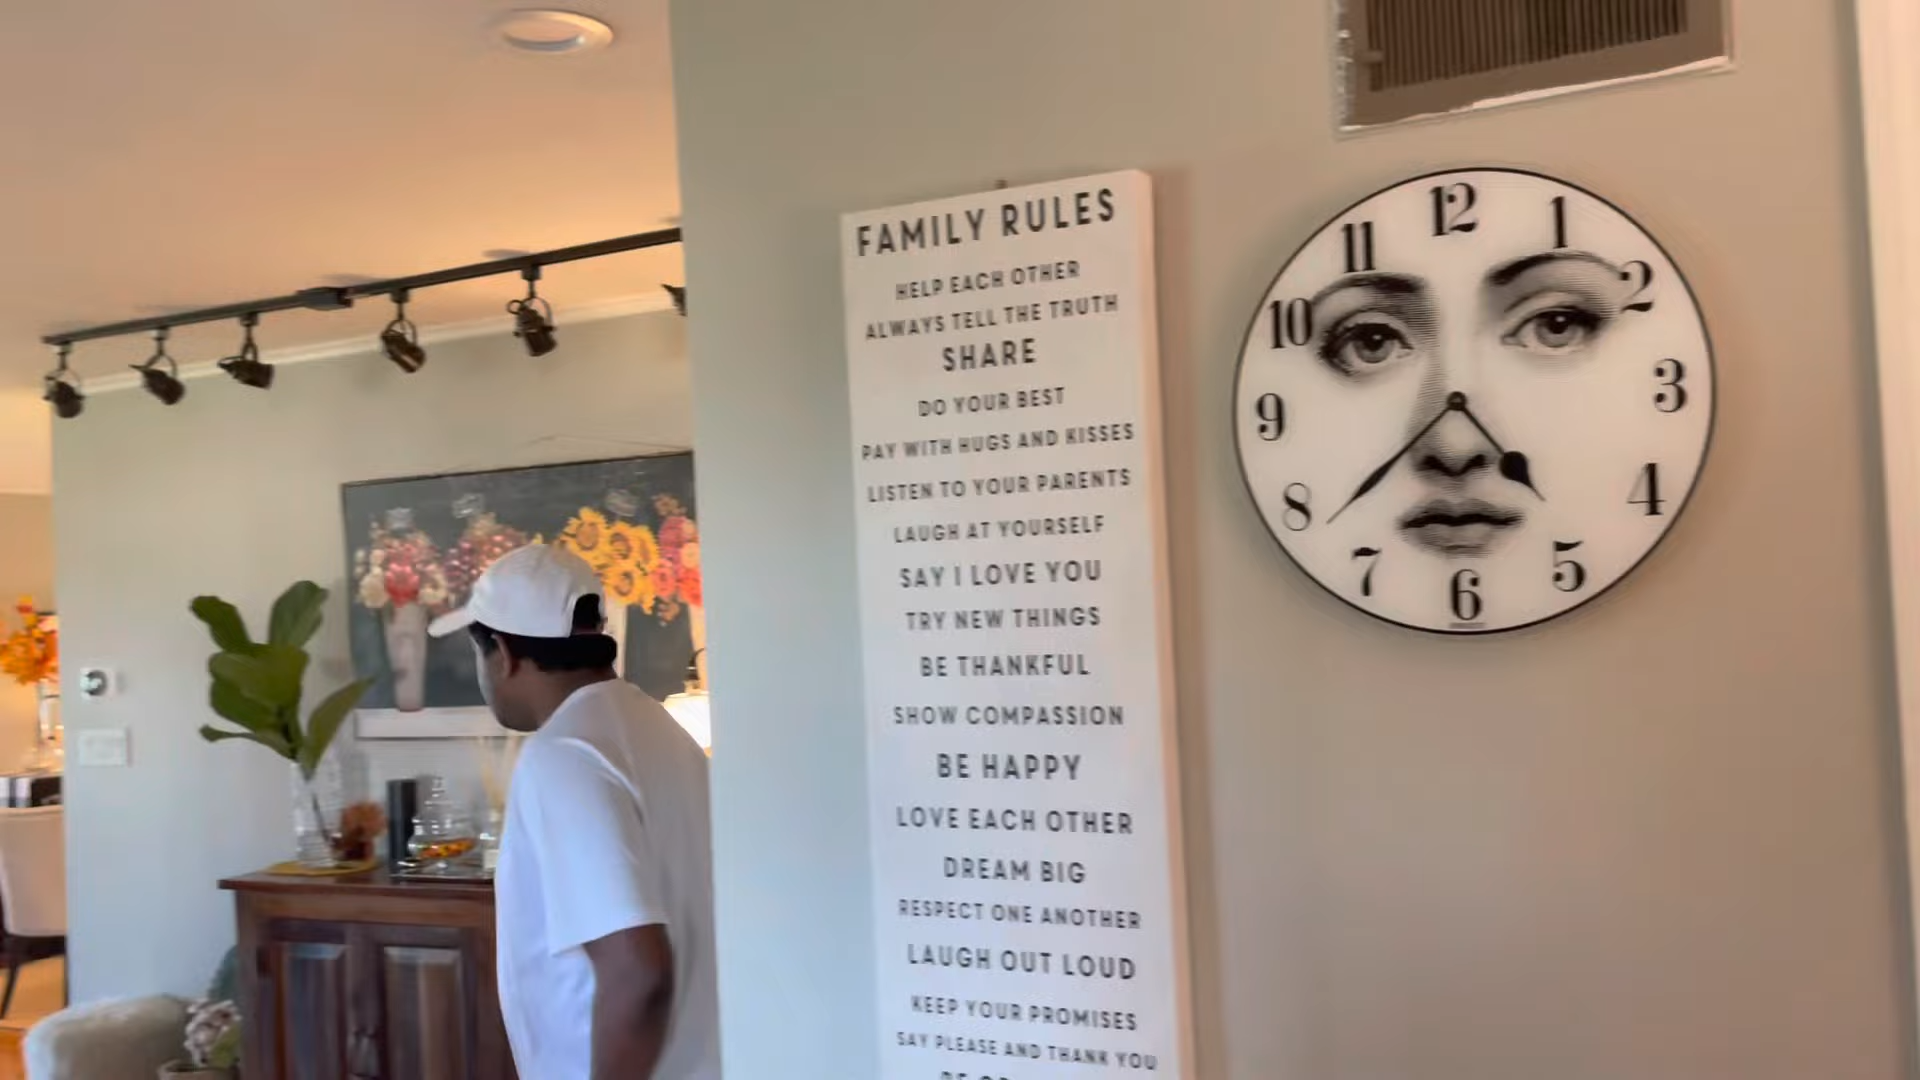 FAMILY RULES
HELP EACH OTHER
ALWAYS TELL THE TRUTH
SHARE
DO YOUR BEST
PAY WITH HUGS AND KISSES
LISTEN TO YOUR PARENTS
LAUGH AT YOURSELF
SAY I LOVE YOU
TRY NEW THINGS
BE THANKFUL
SHOW COMPASSION
BE HAPPY
LOVE EACH OTHER
DREAM BIG
RESPECT ONE ANOTHER
LAUGH OUT LOUD
KEEP YOUR PROMISES
SAY PLEASE AND THANK YOU
12
1
2
3
4
5
6
7
8
9
10
11